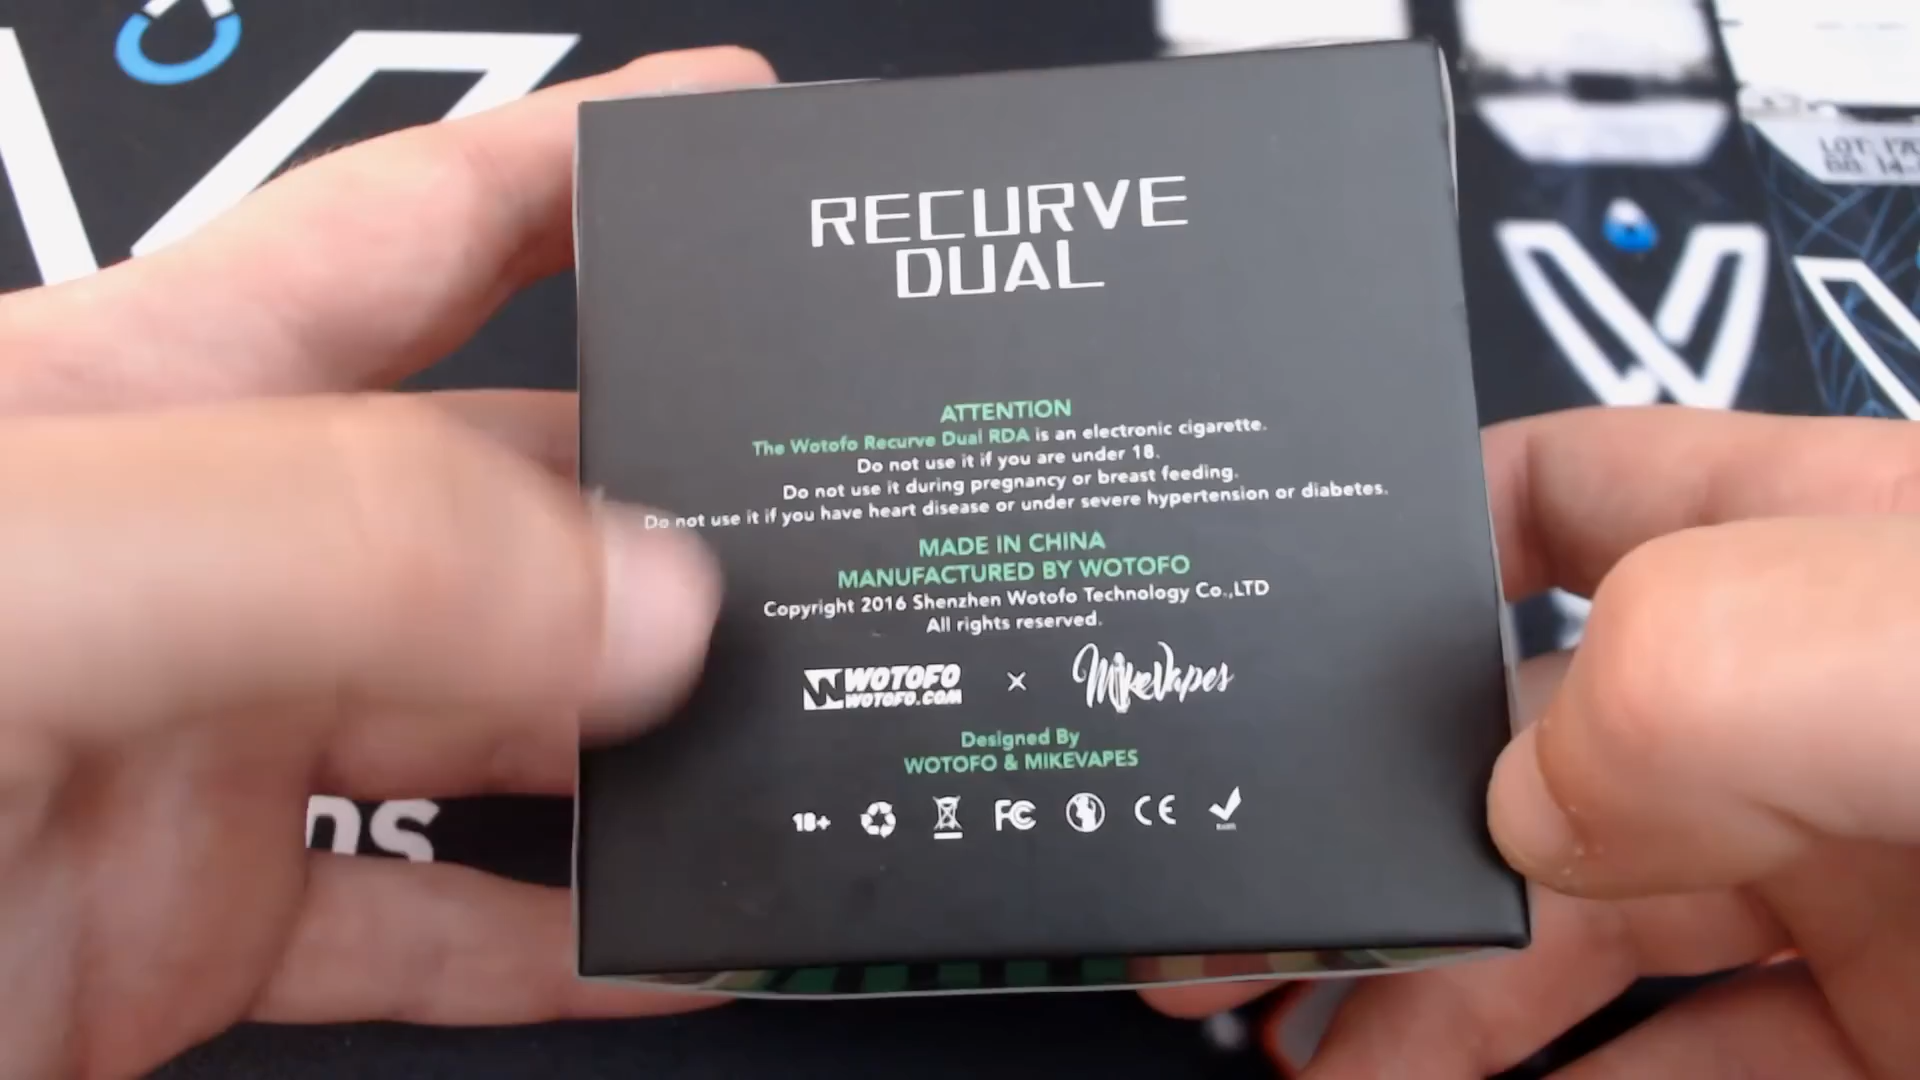 RECURVE
DUAL
ATTENTION
The Wotofo Recurve Dual RDA is an electronic cigarette.
Do not use it if you are under 18.
Do not use it during pregnancy or breast feeding.
Do not use it if you have heart disease or under severe hypertension or diabetes.
MADE IN CHINA
MANUFACTURED BY WOTOFO
Copyright 2016 Shenzhen Wotofo Technology Co.,LTD
All rights reserved.
WOTOFO
WOTOFO.COM
X
MikeVapes
Designed By
WOTOFO & MIKEVAPES
18+
FC
CE
ns
LOT: